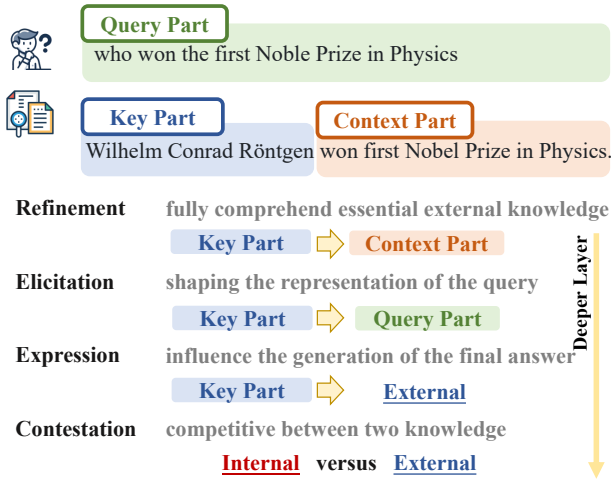 Query Part
who won the first Noble Prize in Physics
Key Part Context Part
Wilhelm Conrad Röntgen won first Nobel Prize in Physics.
Refinement fully comprehend essential external knowledge
Key Part Context Part
Elicitation shaping the representation of the query
Key Part Query Part
Expression influence the generation of the final answer
Key Part External
Contestation competitive between two knowledge
Internal versus External
Deeper Layer